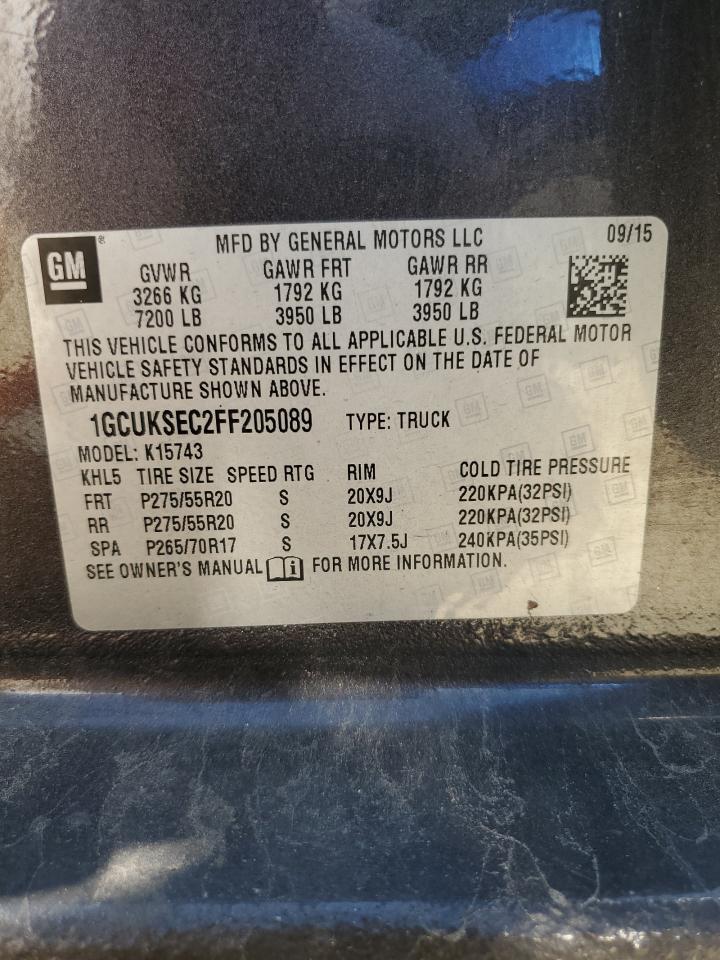 GM ®
MFD BY GENERAL MOTORS LLC 09/15
GVWR GAWR FRT GAWR RR
3266 KG 1792 KG 1792 KG
7200 LB 3950 LB 3950 LB
THIS VEHICLE CONFORMS TO ALL APPLICABLE U.S. FEDERAL MOTOR
VEHICLE SAFETY STANDARDS IN EFFECT ON THE DATE OF
MANUFACTURE SHOWN ABOVE.
1GCUKSEC2FF205089 TYPE: TRUCK
MODEL: K15743
KHL5 TIRE SIZE SPEED RTG RIM COLD TIRE PRESSURE
FRT P275/55R20 S 20X9J 220KPA(32PSI)
RR P275/55R20 S 20X9J 220KPA(32PSI)
SPA P265/70R17 S 17X7.5J 240KPA(35PSI)
SEE OWNER'S MANUAL FOR MORE INFORMATION.